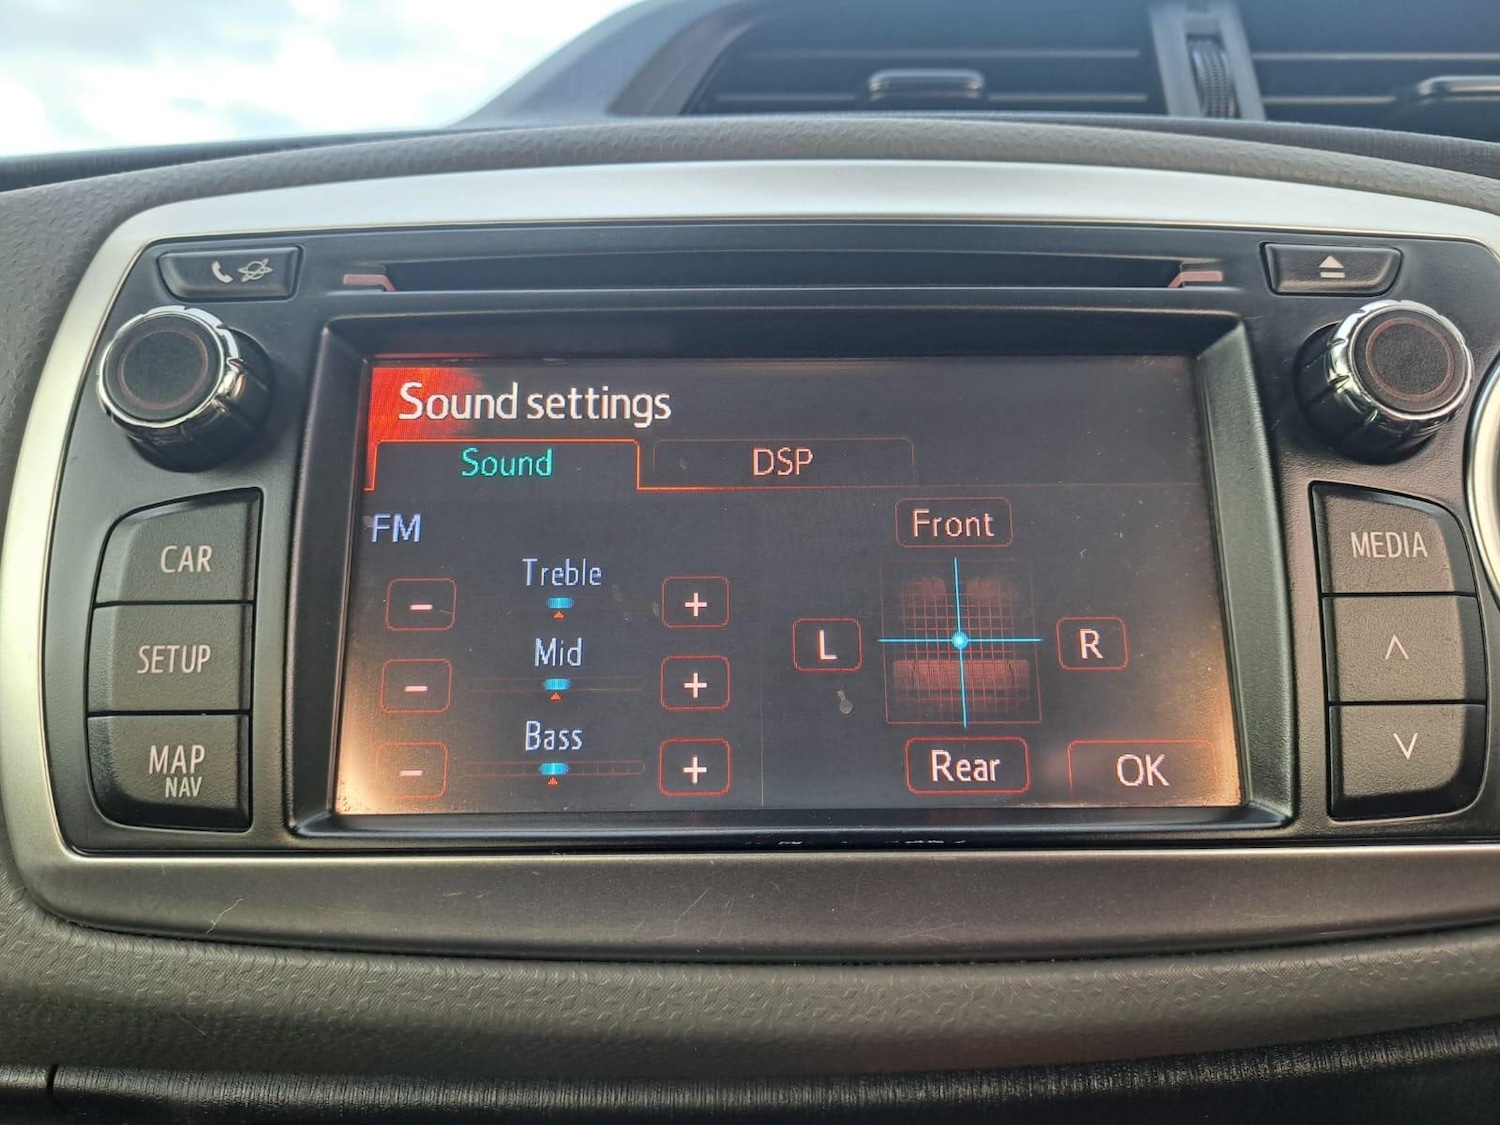 Sound settings
Sound
DSP
FM
Front
Treble
- +
L
R
Mid
- +
Bass
- +
Rear
OK
CAR
SETUP
MAP
NAV
MEDIA